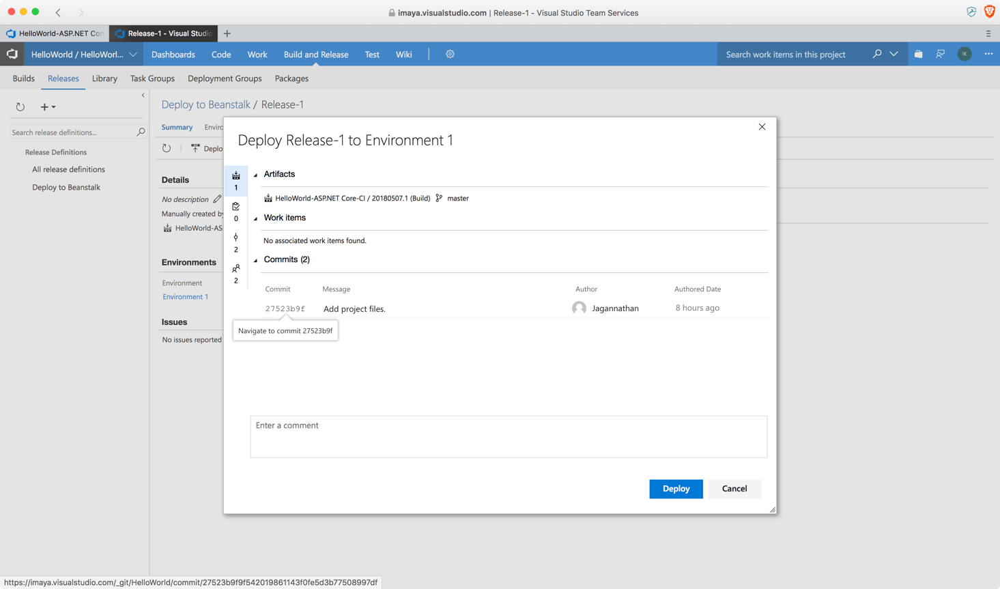 imaya.visualstudio.com | Release-1 - Visual Studio Team Services
HelloWorld-ASP.NET Cor
Release-1 - Visual Studio
HelloWorld / HelloWorl...
Dashboards
Code
Work
Build and Release
Test
Wiki
Search work items in this project
IK
Builds
Releases
Library
Task Groups
Deployment Groups
Packages
Deploy to Beanstalk / Release-1
Search release definitions...
Summary
Enviro
Deplo
Release Definitions
All release definitions
Deploy to Beanstalk
Details
No description
Manually created by
HelloWorld-AS
Environments
Environment
Environment 1
Issues
No issues reported
Deploy Release-1 to Environment 1
1
0
2
2
Artifacts
HelloWorld-ASP.NET Core-CI / 20180507.1 (Build)
master
Work items
No associated work items found.
Commits (2)
Commit
Message
Author
Authored Date
27523b9f
Add project files.
Jagannathan
8 hours ago
Navigate to commit 27523b9f
Enter a comment
Deploy
Cancel
https://imaya.visualstudio.com/_git/HelloWorld/commit/27523b9f9f542019861143f0fe5d3b77508997df